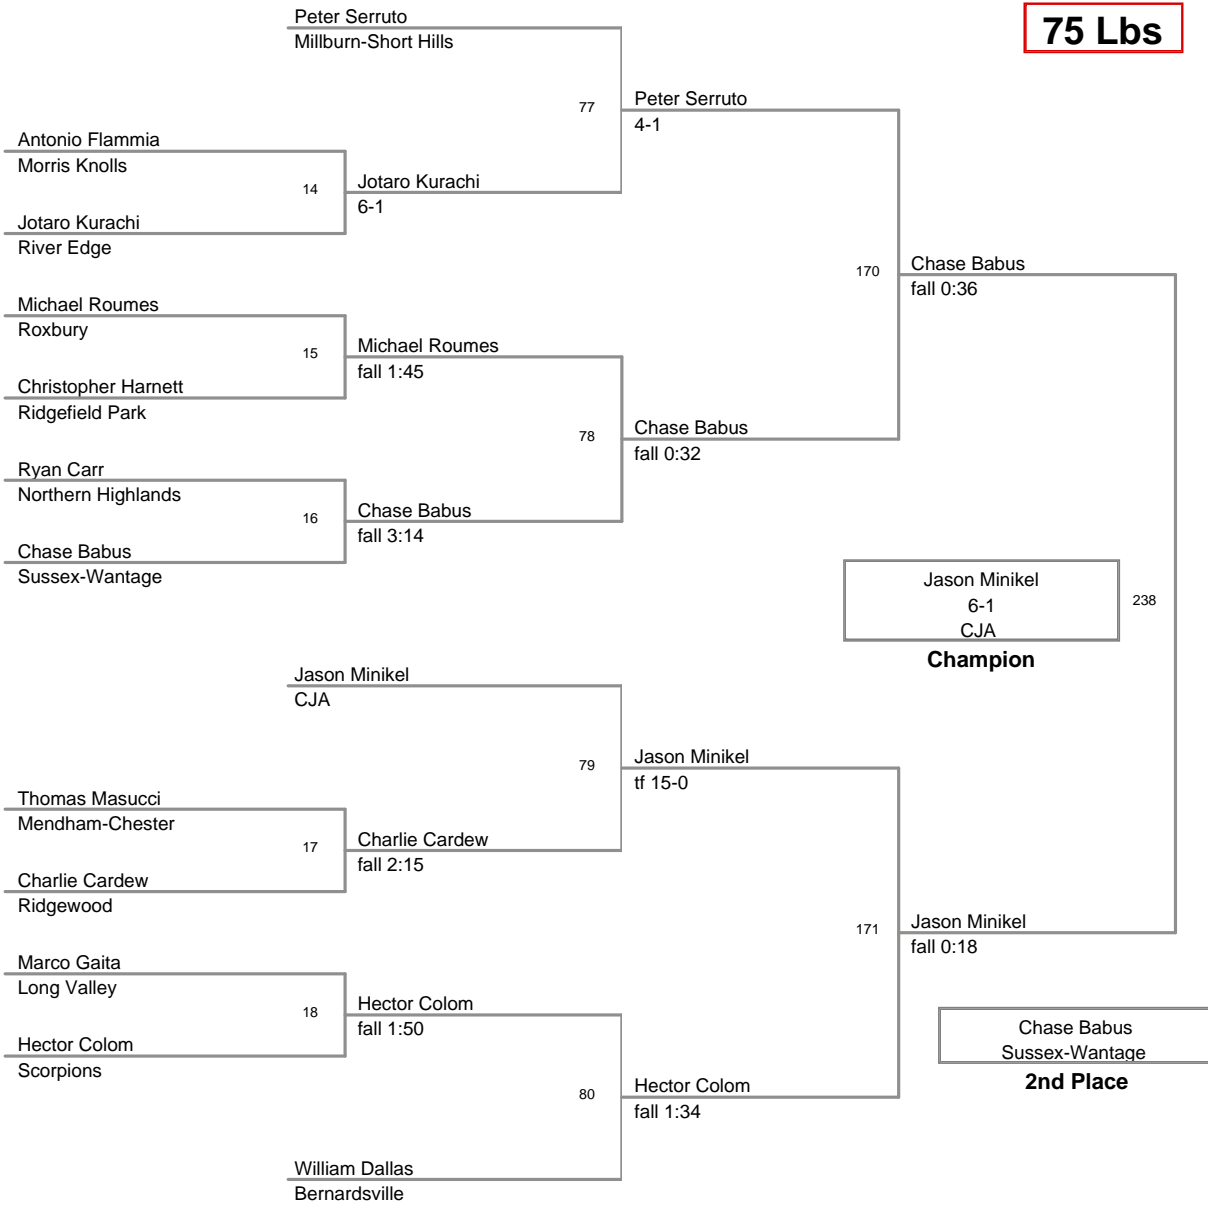 75 Lbs
Peter Serruto
Millburn-Short Hills
77
Peter Serruto
4-1
Antonio Flammia
Morris Knolls
14
Jotaro Kurachi
6-1
Jotaro Kurachi
River Edge
170
Chase Babus
fall 0:36
Michael Roumes
Roxbury
15
Michael Roumes
fall 1:45
Christopher Harnett
Ridgefield Park
78
Chase Babus
fall 0:32
Ryan Carr
Northern Highlands
16
Chase Babus
fall 3:14
Chase Babus
Sussex-Wantage
Jason Minikel
6-1
CJA
Champion
238
Jason Minikel
CJA
79
Jason Minikel
tf 15-0
Thomas Masucci
Mendham-Chester
17
Charlie Cardew
fall 2:15
Charlie Cardew
Ridgewood
171
Jason Minikel
fall 0:18
Marco Gaita
Long Valley
18
Hector Colom
fall 1:50
Hector Colom
Scorpions
Chase Babus
Sussex-Wantage
2nd Place
80
Hector Colom
fall 1:34
William Dallas
Bernardsville